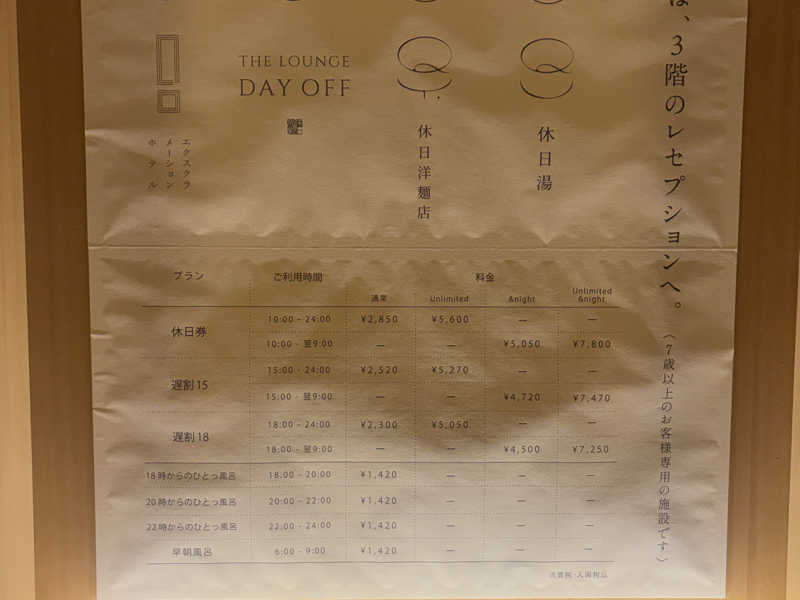 は、3階のレセプションへ。
(7歳以上のお客様専用の施設です)
休日湯
休日洋麺店
THE LOUNGE
DAY OFF
エクスクラ
メーション
ホテル
プラン ご利用時間 料金
通常 Unlimited &night Unlimited &night
休日券 10:00 - 24:00 ¥2,850 ¥5,600 — —
10:00 - 翌9:00 — — ¥5,050 ¥7,800
遅割15 15:00 - 24:00 ¥2,520 ¥5,270 — —
15:00 - 翌9:00 — — ¥4,720 ¥7,470
遅割18 18:00 - 24:00 ¥2,300 ¥5,050 — —
18:00 - 翌9:00 — — ¥4,500 ¥7,250
18時からのひとっ風呂 18:00 - 20:00 ¥1,420 — — —
20時からのひとっ風呂 20:00 - 22:00 ¥1,420 — — —
22時からのひとっ風呂 22:00 - 24:00 ¥1,420 — — —
早朝風呂 6:00 - 9:00 ¥1,420 — — —
消費税・入湯税込